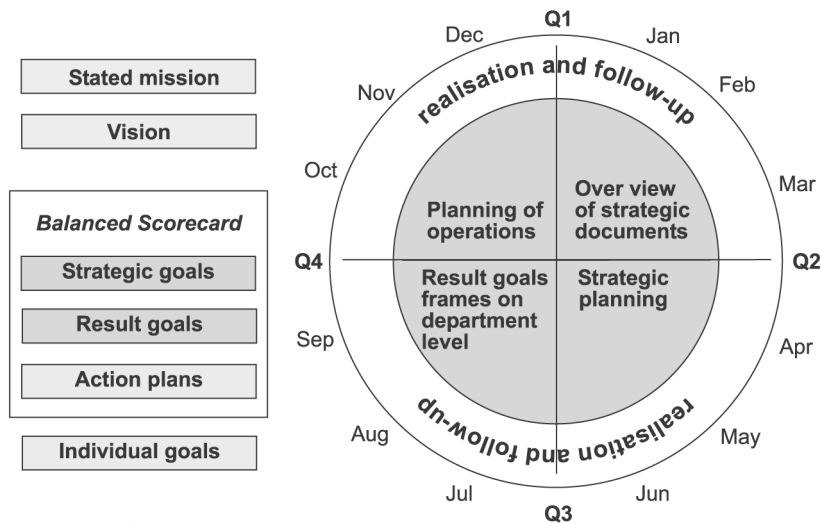 Stated mission
Vision
Balanced Scorecard
Strategic goals
Result goals
Action plans
Individual goals
Q1
Jan
Feb
Mar
Q2
Apr
May
Jun
Q3
Jul
Aug
Sep
Q4
Oct
Nov
Dec
realisation and follow-up
Planning of
operations
Over view
of strategic
documents
Result goals
frames on
department
level
Strategic
planning
realisation and follow-up